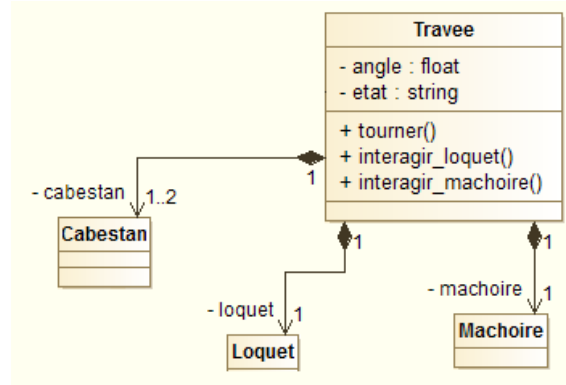 Travee
- angle : float
- etat : string
+ tourner()
+ interagir_loquet()
+ interagir_machoire()
1
- cabestan
1..2
Cabestan
1
1
- loquet
1
Loquet
- machoire
1
Machoire